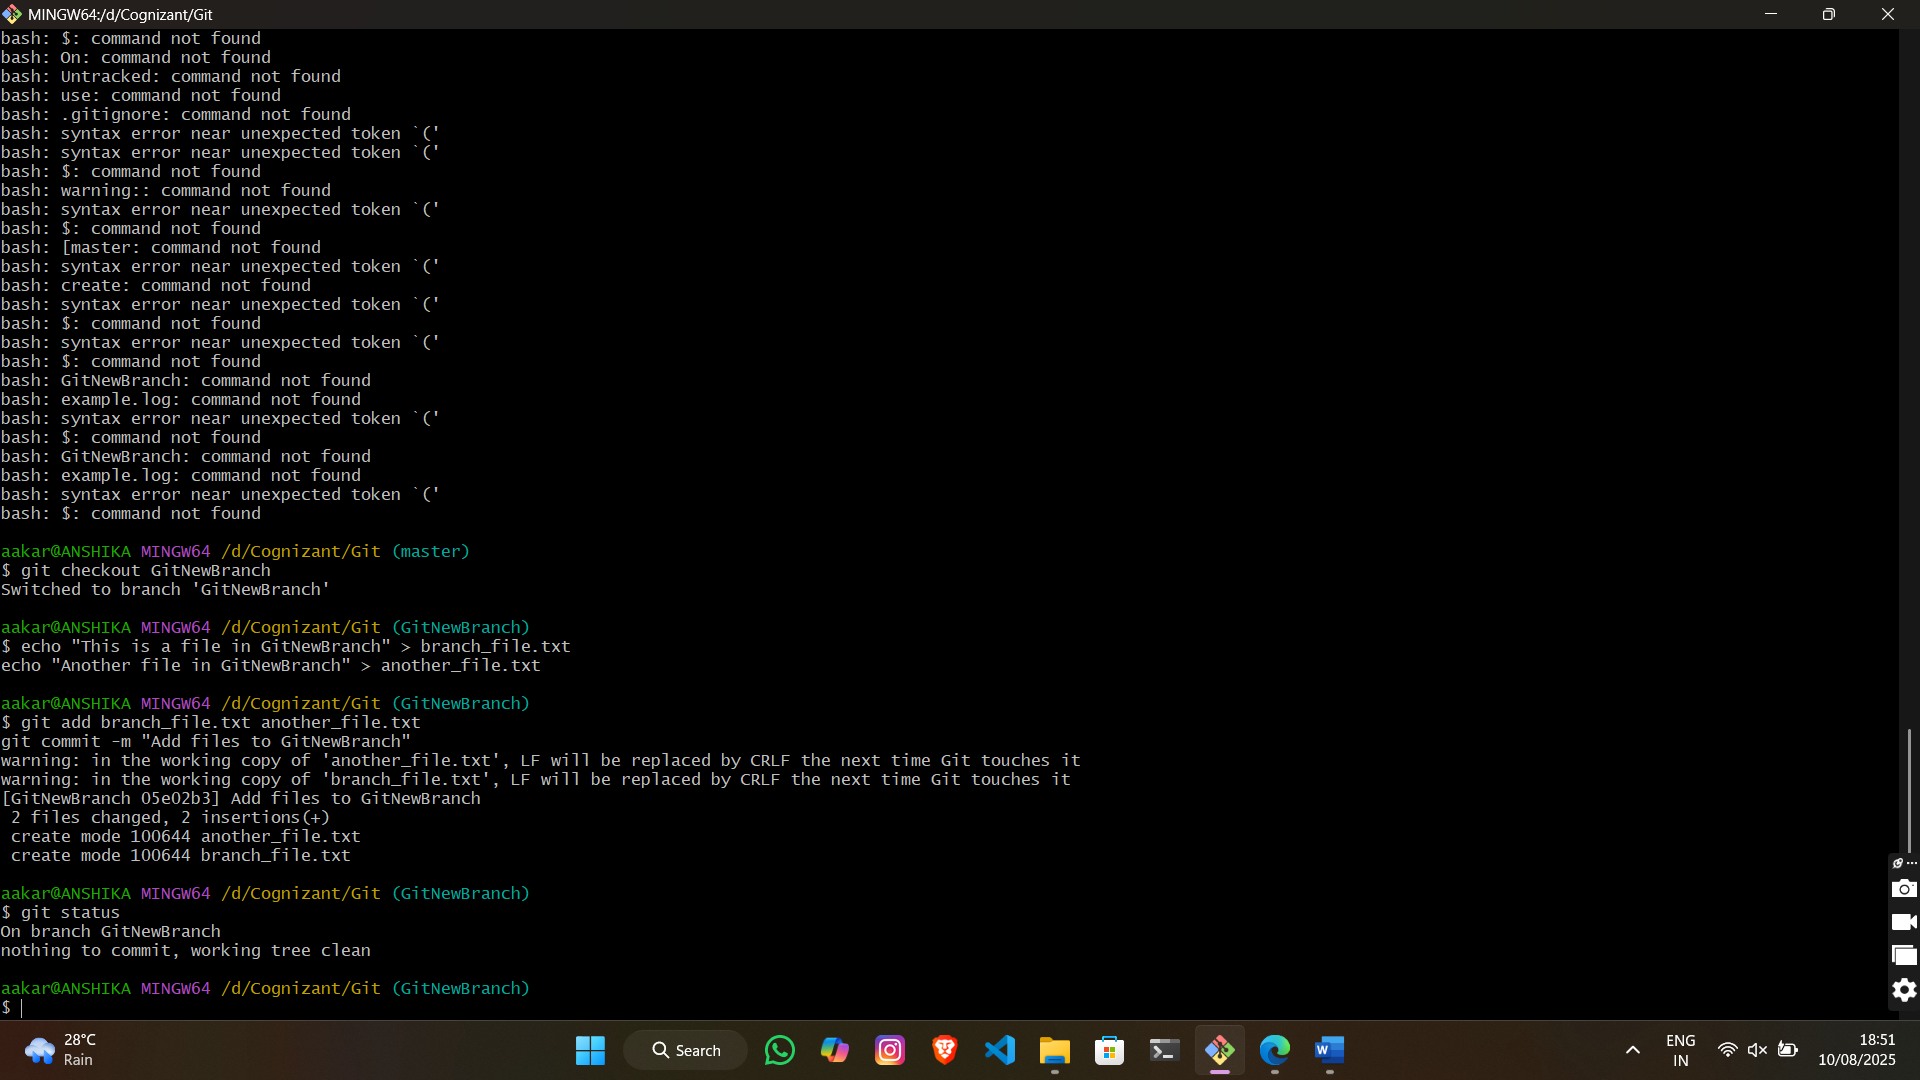 MINGW64:/d/Cognizant/Git
bash: $: command not found
bash: On: command not found
bash: Untracked: command not found
bash: use: command not found
bash: .gitignore: command not found
bash: syntax error near unexpected token `('
bash: syntax error near unexpected token `('
bash: $: command not found
bash: warning:: command not found
bash: syntax error near unexpected token `('
bash: $: command not found
bash: [master: command not found
bash: syntax error near unexpected token `('
bash: create: command not found
bash: syntax error near unexpected token `('
bash: $: command not found
bash: syntax error near unexpected token `('
bash: $: command not found
bash: GitNewBranch: command not found
bash: example.log: command not found
bash: syntax error near unexpected token `('
bash: $: command not found
bash: GitNewBranch: command not found
bash: example.log: command not found
bash: syntax error near unexpected token `('
bash: $: command not found
aakar@ANSHIKA MINGW64 /d/Cognizant/Git (master)
$ git checkout GitNewBranch
Switched to branch 'GitNewBranch'
aakar@ANSHIKA MINGW64 /d/Cognizant/Git (GitNewBranch)
$ echo "This is a file in GitNewBranch" > branch_file.txt
echo "Another file in GitNewBranch" > another_file.txt
aakar@ANSHIKA MINGW64 /d/Cognizant/Git (GitNewBranch)
$ git add branch_file.txt another_file.txt
git commit -m "Add files to GitNewBranch"
warning: in the working copy of 'another_file.txt', LF will be replaced by CRLF the next time Git touches it
warning: in the working copy of 'branch_file.txt', LF will be replaced by CRLF the next time Git touches it
[GitNewBranch 05e02b3] Add files to GitNewBranch
 2 files changed, 2 insertions(+)
 create mode 100644 another_file.txt
 create mode 100644 branch_file.txt
aakar@ANSHIKA MINGW64 /d/Cognizant/Git (GitNewBranch)
$ git status
On branch GitNewBranch
nothing to commit, working tree clean
aakar@ANSHIKA MINGW64 /d/Cognizant/Git (GitNewBranch)
$
28°C
Rain
Search
ENG
IN
18:51
10/08/2025